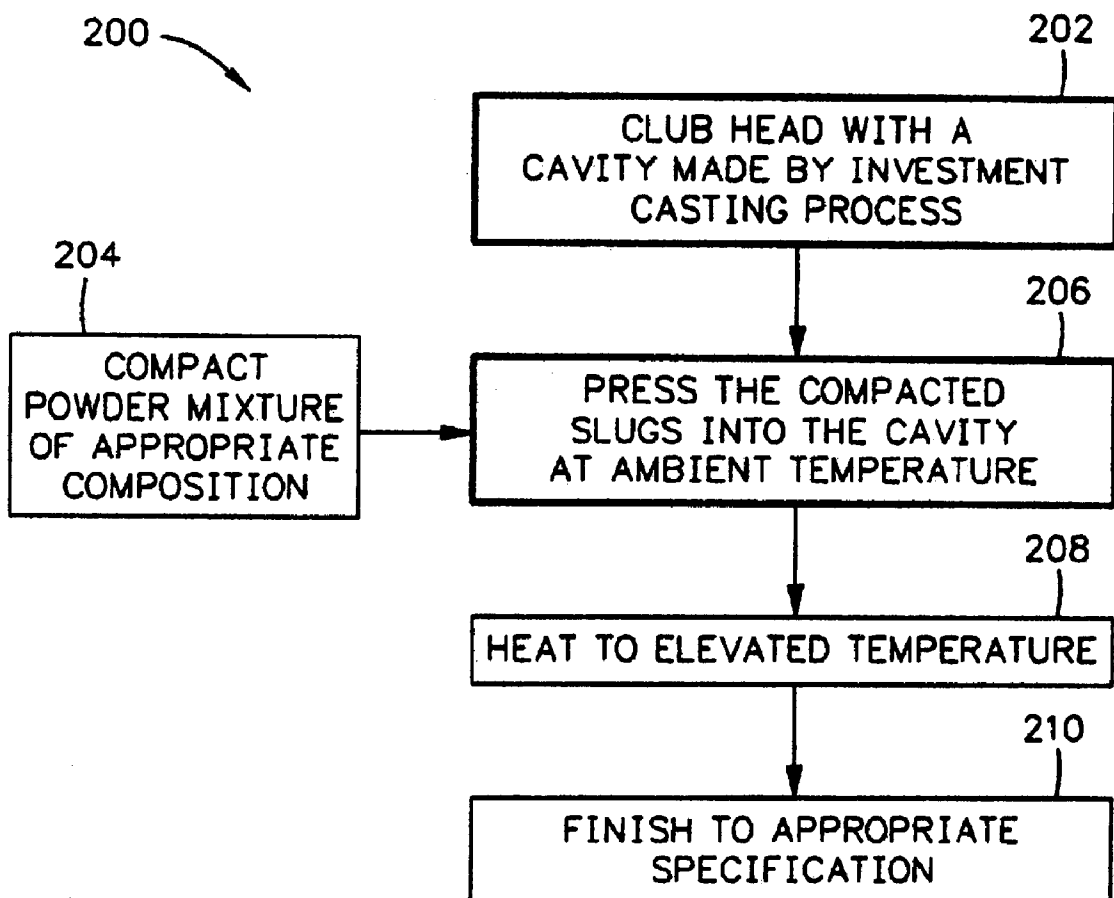 200
202
CLUB HEAD WITH A
CAVITY MADE BY INVESTMENT
CASTING PROCESS
204
COMPACT
POWDER MIXTURE
OF APPROPRIATE
COMPOSITION
206
PRESS THE COMPACTED
SLUGS INTO THE CAVITY
AT AMBIENT TEMPERATURE
208
HEAT TO ELEVATED TEMPERATURE
210
FINISH TO APPROPRIATE
SPECIFICATION